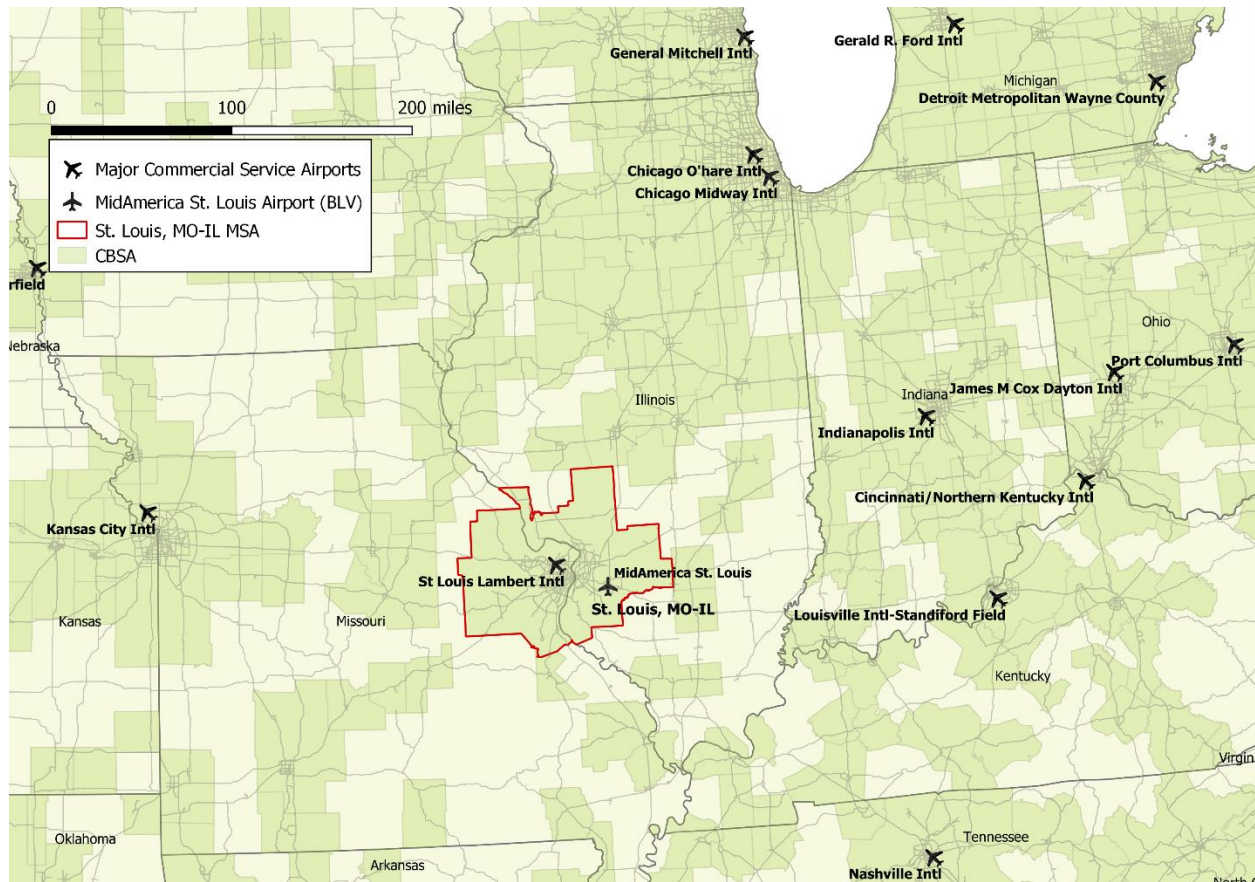 General Mitchell Intl
Gerald R. Ford Intl
Michigan
Detroit Metropolitan Wayne County
0 100 200 miles
Major Commercial Service Airports
MidAmerica St. Louis Airport (BLV)
St. Louis, MO-IL MSA
CBSA
Chicago O'hare Intl
Chicago Midway Intl
rfield
Nebraska
Ohio
Port Columbus Intl
James M Cox Dayton Intl
Indiana
Illinois
Indianapolis Intl
Cincinnati/Northern Kentucky Intl
Kansas City Intl
St Louis Lambert Intl
MidAmerica St. Louis
St. Louis, MO-IL
Louisville Intl-Standiford Field
Kansas
Missouri
Kentucky
Virgin
Oklahoma
Tennessee
Arkansas
Nashville Intl